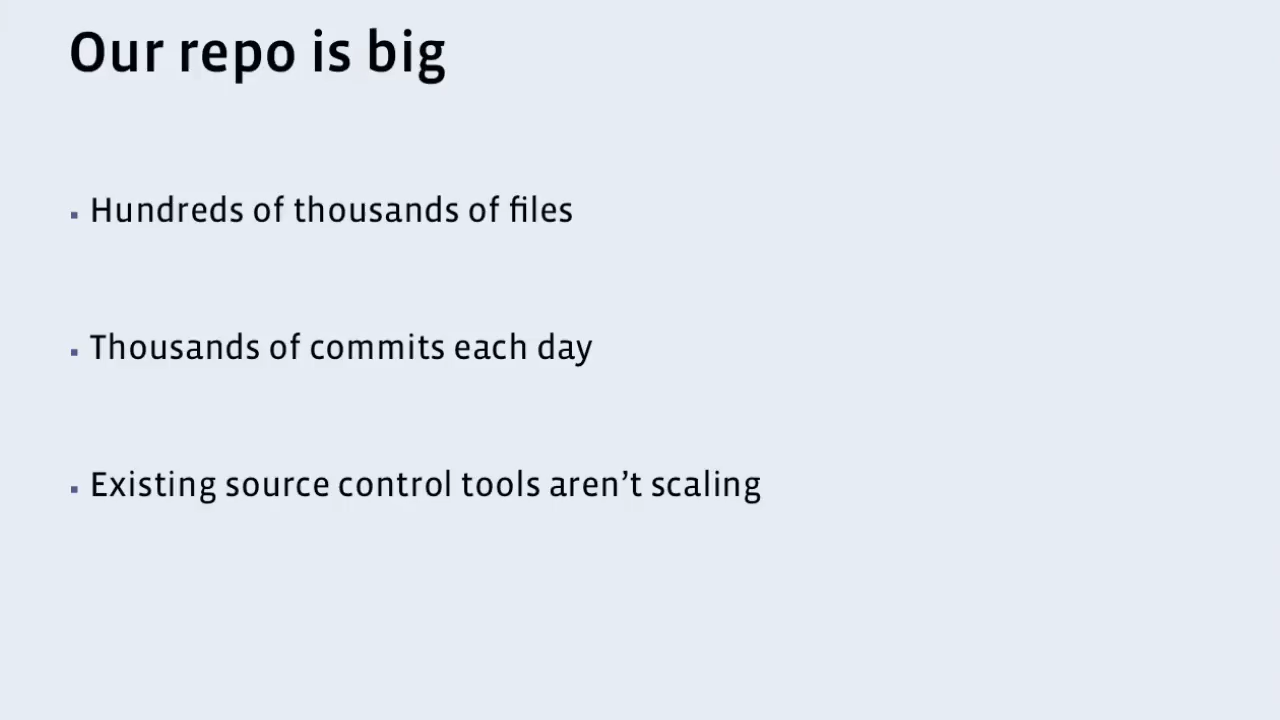 Our repo is big
▪ Hundreds of thousands of files
▪ Thousands of commits each day
▪ Existing source control tools aren’t scaling